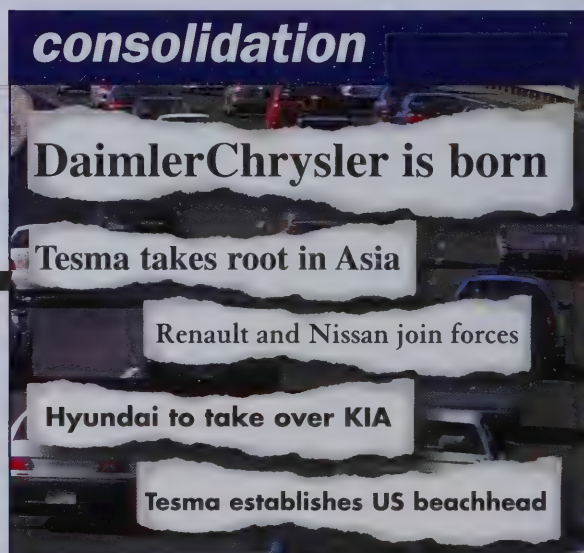 consolidation
DaimlerChrysler is born
Tesma takes root in Asia
Renault and Nissan join forces
Hyundai to take over KIA
Tesma establishes US beachhead